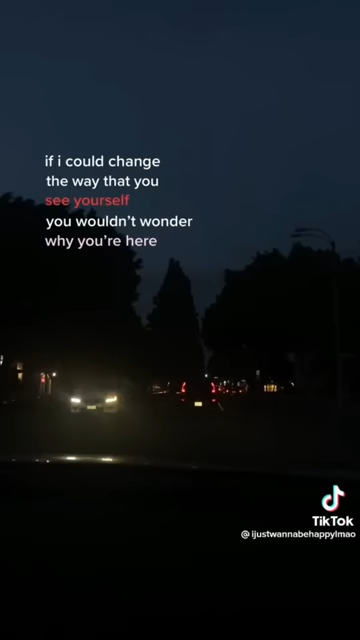 if i could change
the way that you
see yourself
you wouldn't wonder
why you're here
TikTok
@ijustwannabehappylmao